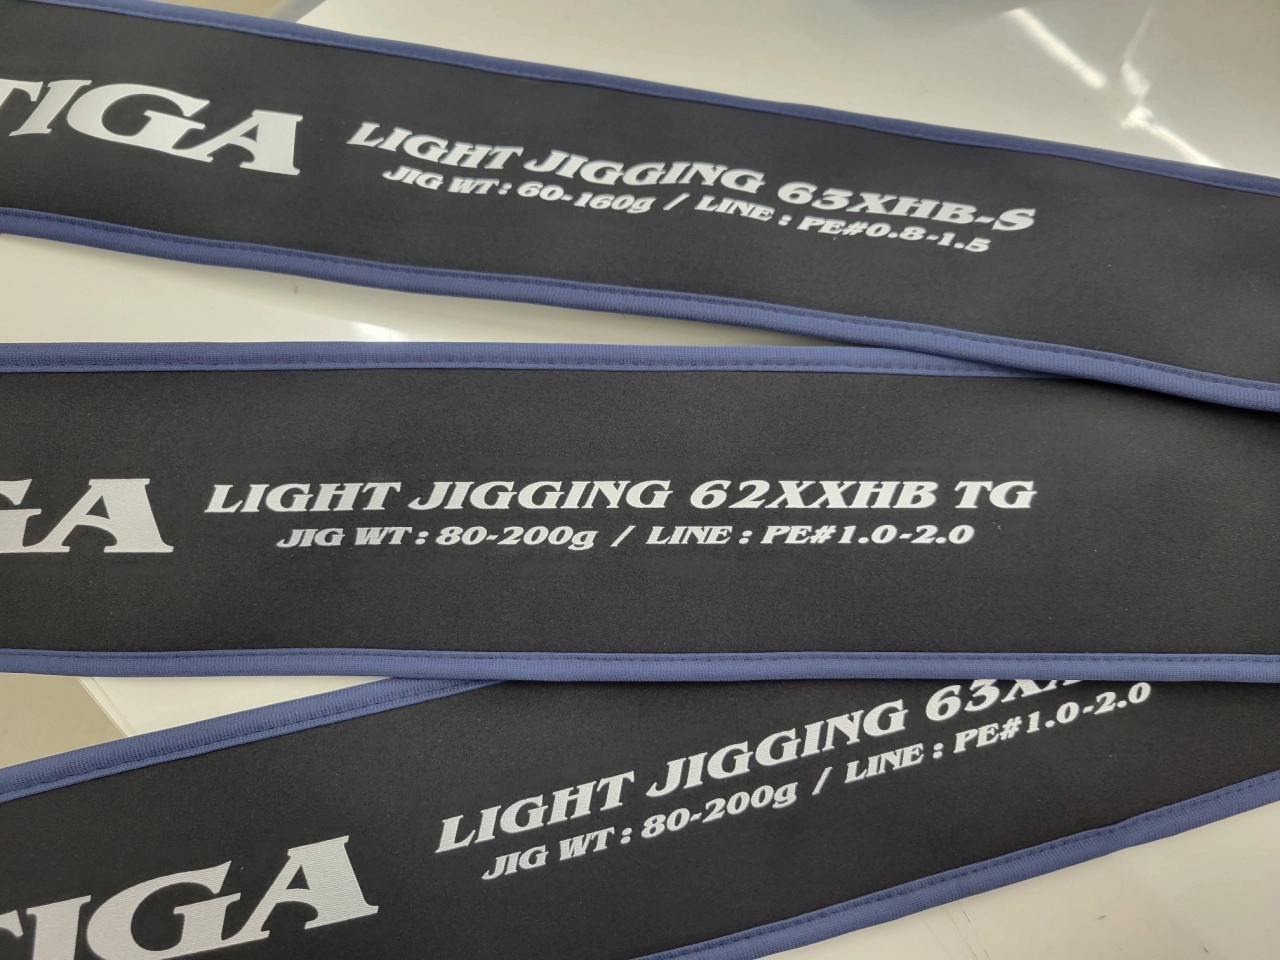 TIGA
LIGHT JIGGING 63XHB-S
JIG WT : 60-160g / LINE : PE#0.8-1.5
GA
LIGHT JIGGING 62XXHB TG
JIG WT : 80-200g / LINE : PE#1.0-2.0
TIGA
LIGHT JIGGING
JIG WT : 80-200g / LINE : PE#1.0-2.0